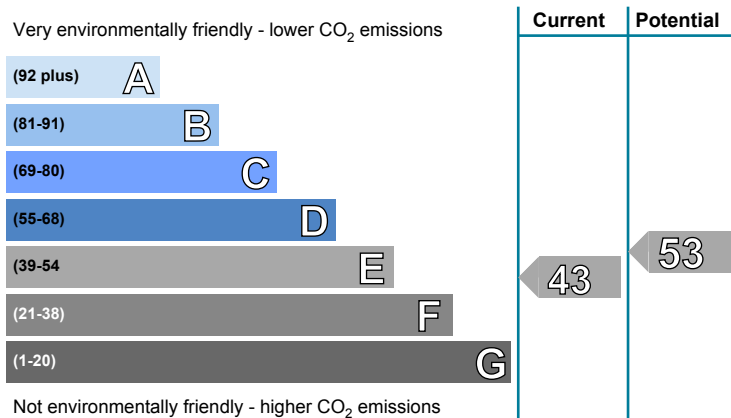 Very environmentally friendly - lower CO₂ emissions
Current Potential
(92 plus) A
(81-91) B
(69-80) C
(55-68) D
(39-54 E
53
43
(21-38) F
(1-20) G
Not environmentally friendly - higher CO₂ emissions